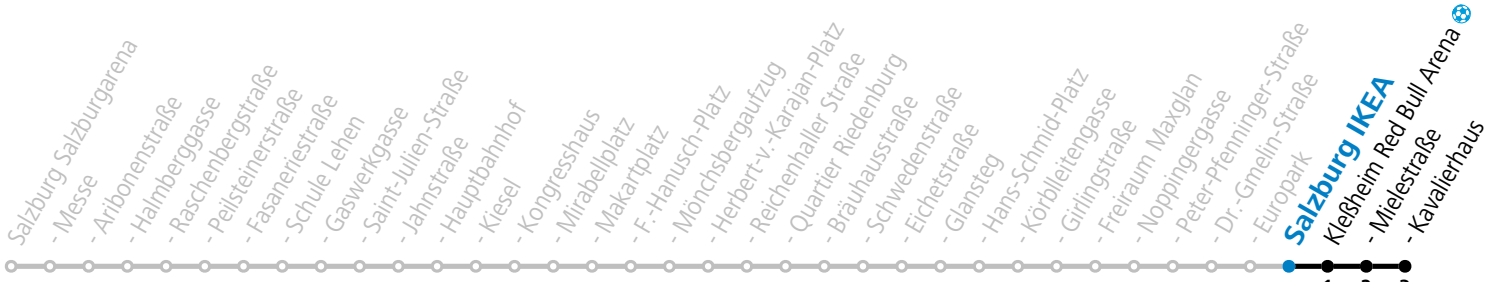 Salzburg Salzburgarena
- Messe
- Aribonenstraße
- Halmberggasse
- Raschenbergstraße
- Peilsteinerstraße
- Fasaneriestraße
- Schule Lehen
- Gaswerkgasse
- Saint-Julien-Straße
- Jahnstraße
- Hauptbahnhof
- Kiesel
- Kongresshaus
- Mirabellplatz
- Makartplatz
- F.-Hanusch-Platz
- Mönchsbergaufzug
- Herbert-v.-Karajan-Platz
- Reichenhaller Straße
- Quartier Riedenburg
- Bräuhausstraße
- Schwedenstraße
- Eichetstraße
- Glansteg
- Hans-Schmid-Platz
- Körblleitengasse
- Girlingstraße
- Freiraum Maxglan
- Noppingergasse
- Peter-Pfenninger-Straße
- Dr.-Gmelin-Straße
- Europark
Salzburg IKEA
Kleßheim Red Bull Arena
- Mielestraße
- Kavalierhaus